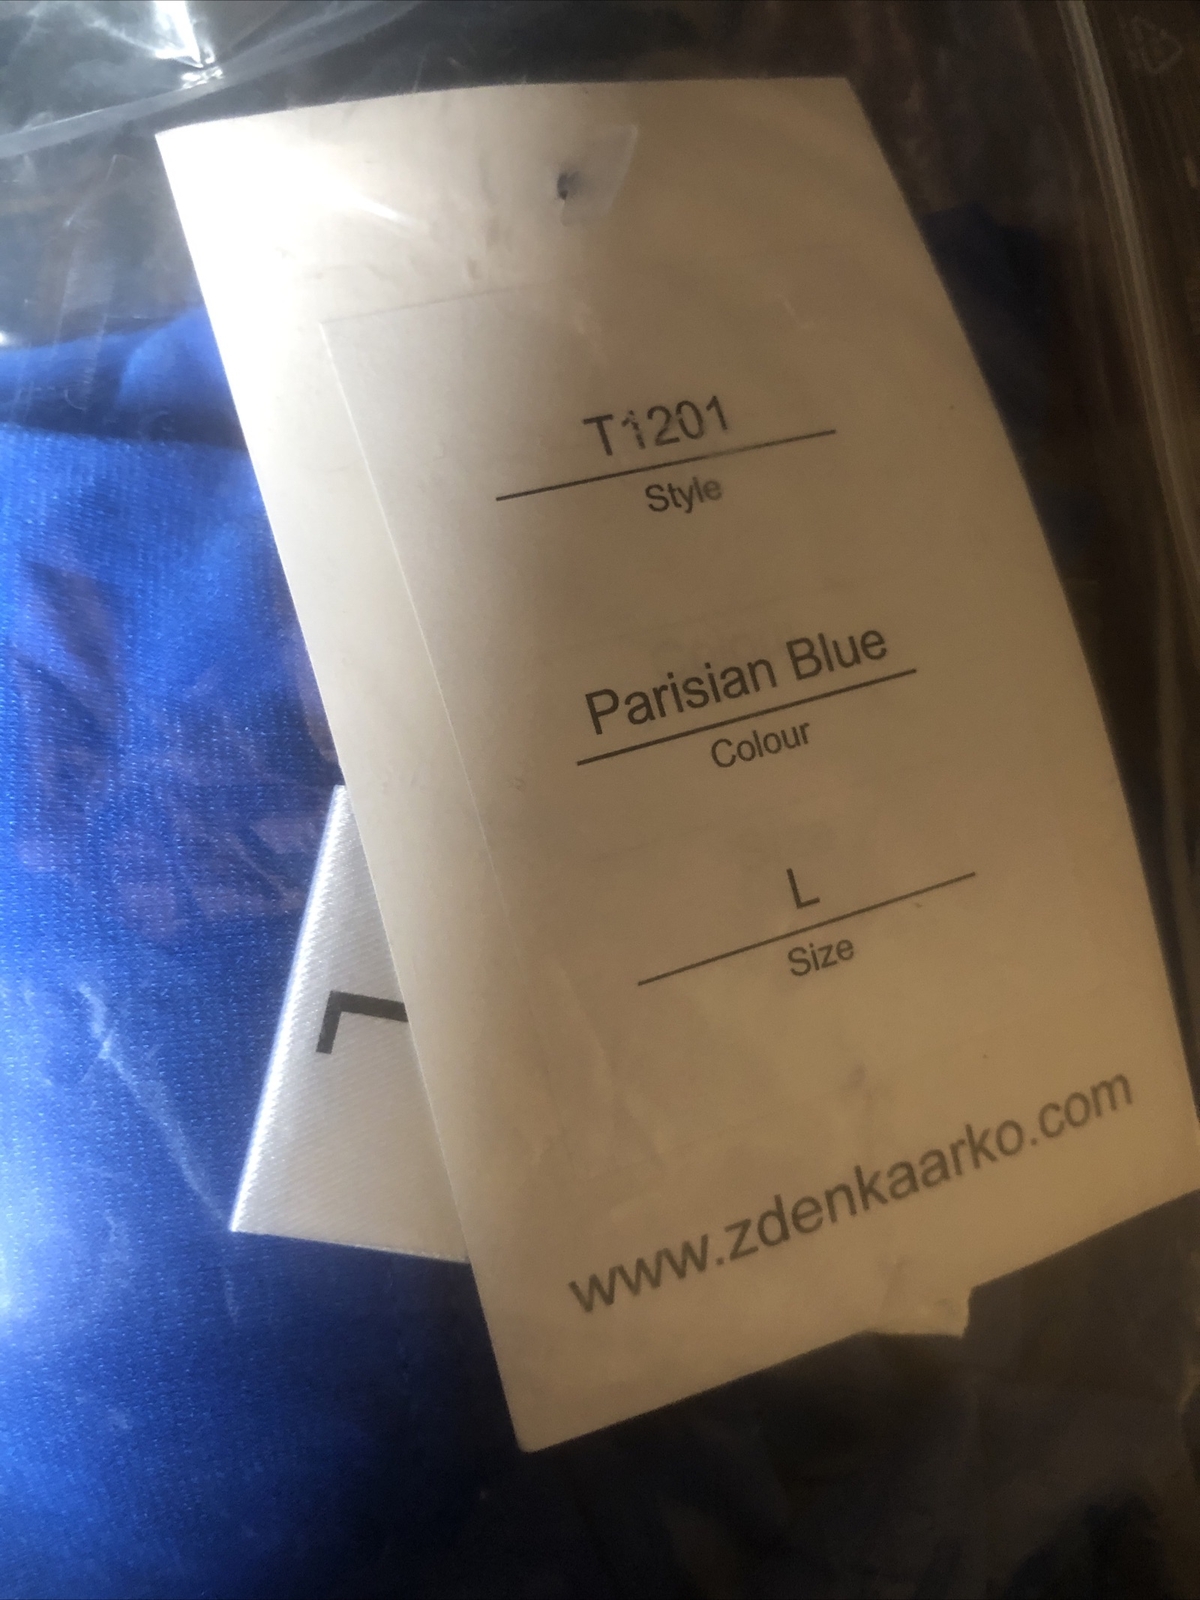 T1201
Style
Parisian Blue
Colour
L
Size
L
www.zdenkaarko.com